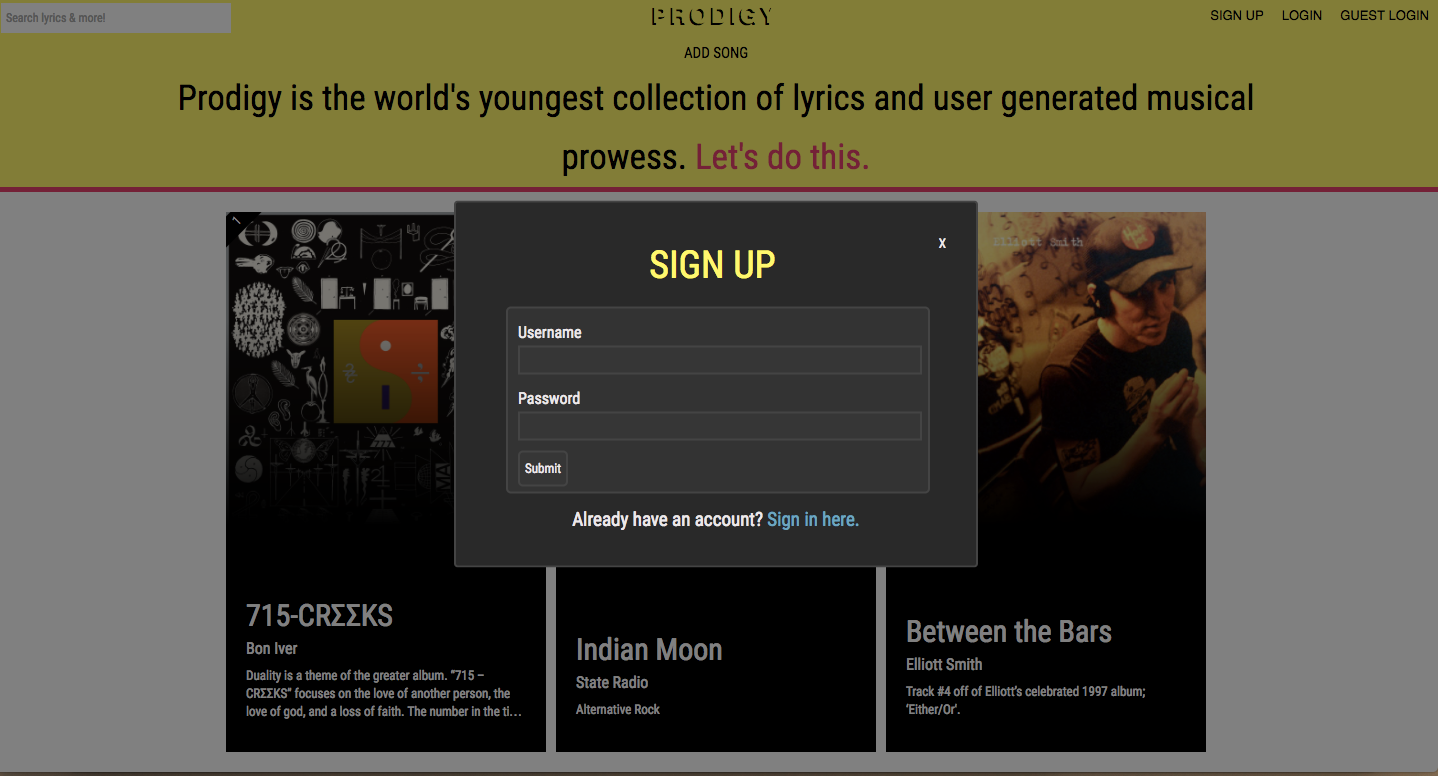 Search lyrics & more!
PRODIGY
SIGN UP LOGIN GUEST LOGIN
ADD SONG
Prodigy is the world's youngest collection of lyrics and user generated musical
prowess. Let's do this.
Elliott Smith
x
SIGN UP
Username
Password
Submit
Already have an account? Sign in here.
715-CRΣΣKS
Bon Iver
Duality is a theme of the greater album. “715 –
CRΣΣKS” focuses on the love of another person, the
love of god, and a loss of faith. The number in the ti…
Indian Moon
State Radio
Alternative Rock
Between the Bars
Elliott Smith
Track #4 off of Elliott’s celebrated 1997 album;
‘Either/Or’.